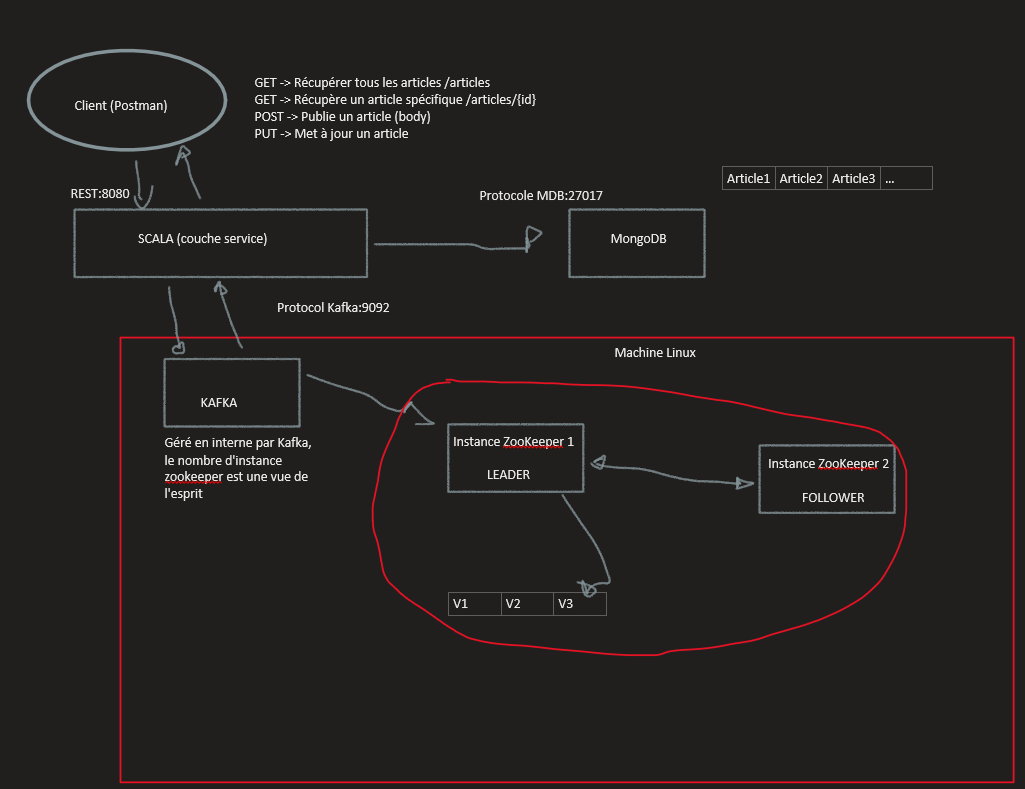 Client (Postman)
GET -> Récupérer tous les articles /articles
GET -> Récupère un article spécifique /articles/{id}
POST -> Publie un article (body)
PUT -> Met à jour un article
REST:8080
Protocole MDB:27017
Article1 Article2 Article3 ...
SCALA (couche service)
MongoDB
Protocol Kafka:9092
Machine Linux
KAFKA
Géré en interne par Kafka,
le nombre d'instance
zookeeper est une vue de
l'esprit
Instance ZooKeeper 1
LEADER
Instance ZooKeeper 2
FOLLOWER
V1 V2 V3